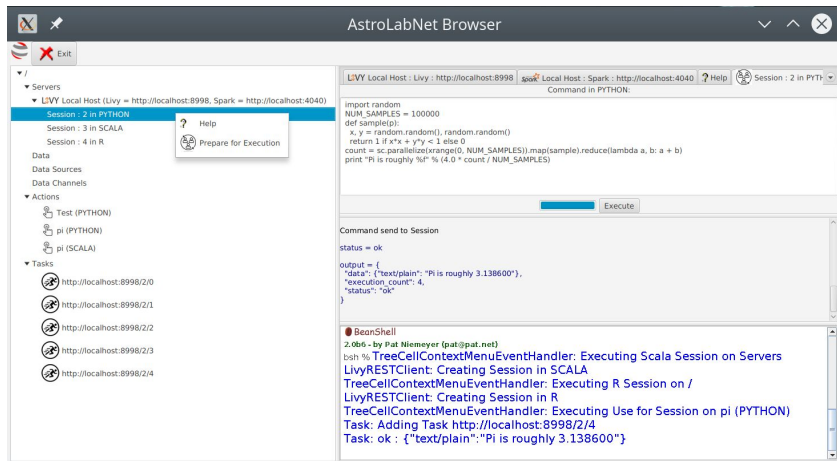 AstroLabNet Browser
Exit
/
Servers
LIVY Local Host (Livy = http://localhost:8998, Spark = http://localhost:4040)
Session : 2 in PYTHON
Session : 3 in SCALA
Session : 4 in R
Data
Data Sources
Data Channels
Actions
Test (PYTHON)
pi (PYTHON)
pi (SCALA)
Tasks
http://localhost:8998/2/0
http://localhost:8998/2/1
http://localhost:8998/2/2
http://localhost:8998/2/3
http://localhost:8998/2/4
? Help
Prepare for Execution
LIVY Local Host : Livy : http://localhost:8998 Spark Local Host : Spark : http://localhost:4040 ? Help Session : 2 in PYTH
Command in PYTHON:
import random
NUM_SAMPLES = 100000
def sample(p):
x, y = random.random(), random.random()
return 1 if x*x + y*y < 1 else 0
count = sc.parallelize(xrange(0, NUM_SAMPLES)).map(sample).reduce(lambda a, b: a + b)
print "Pi is roughly %f" % (4.0 * count / NUM_SAMPLES)
Execute
Command send to Session
status = ok
output = {
"data": {"text/plain": "Pi is roughly 3.138600"},
"execution_count": 4,
"status": "ok"
}
BeanShell
2.0b6 - by Pat Niemeyer (pat@pat.net)
bsh % TreeCellContextMenuEventHandler: Executing Scala Session on Servers
LivyRESTClient: Creating Session in SCALA
TreeCellContextMenuEventHandler: Executing R Session on /
LivyRESTClient: Creating Session in R
TreeCellContextMenuEventHandler: Executing Use for Session on pi (PYTHON)
Task: Adding Task http://localhost:8998/2/4
Task: ok : {"text/plain":"Pi is roughly 3.138600"}